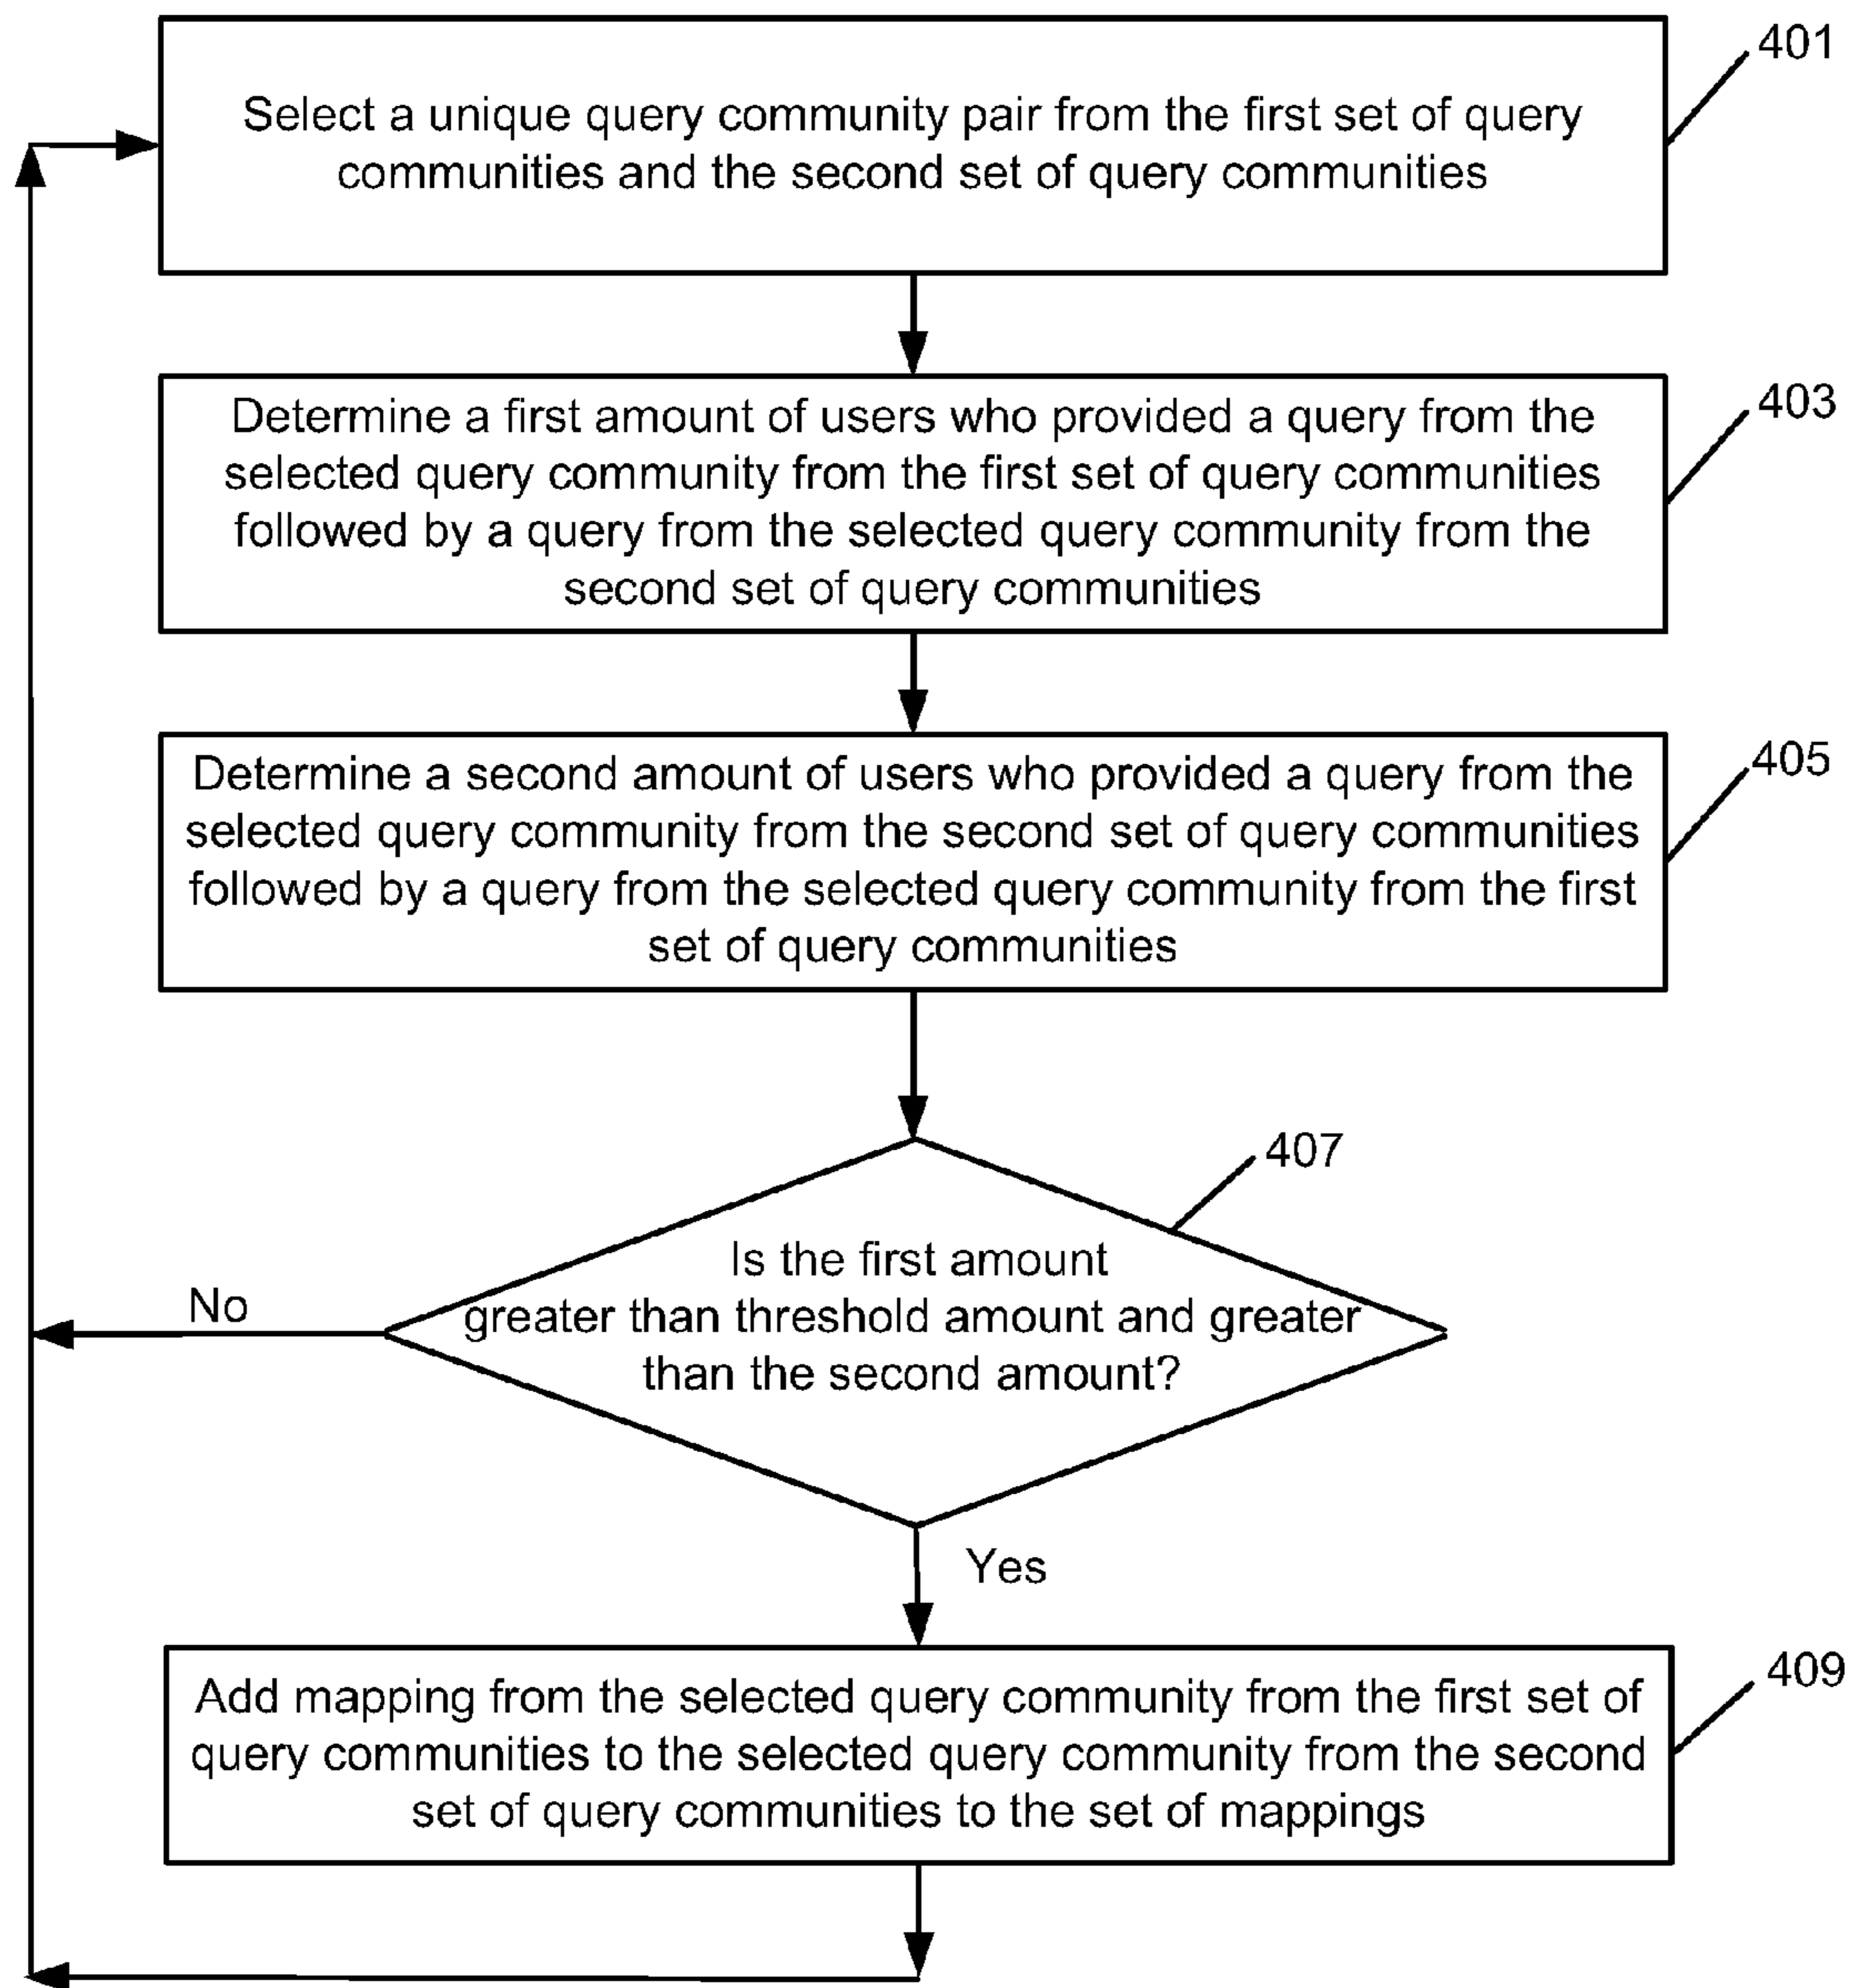 401
Select a unique query community pair from the first set of query
communities and the second set of query communities
403
Determine a first amount of users who provided a query from the
selected query community from the first set of query communities
followed by a query from the selected query community from the
second set of query communities
405
Determine a second amount of users who provided a query from the
selected query community from the second set of query communities
followed by a query from the selected query community from the first
set of query communities
407
Is the first amount
greater than threshold amount and greater
than the second amount?
No
Yes
409
Add mapping from the selected query community from the first set of
query communities to the selected query community from the second
set of query communities to the set of mappings